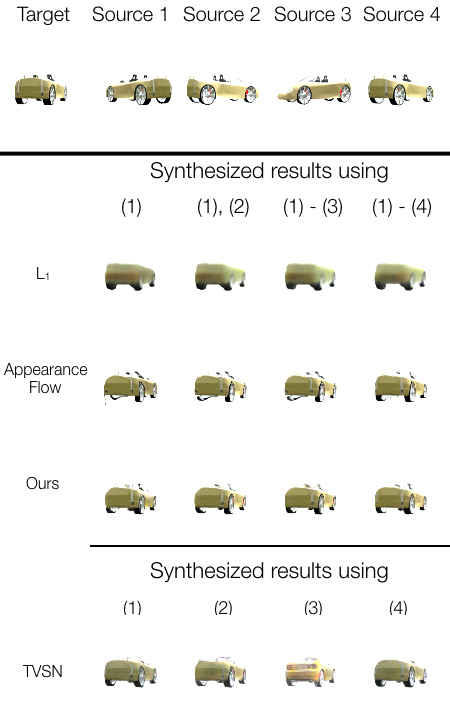 Target Source 1 Source 2 Source 3 Source 4
Synthesized results using
(1) (1), (2) (1) - (3) (1) - (4)
L₁
Appearance
Flow
Ours
Synthesized results using
(1) (2) (3) (4)
TVSN